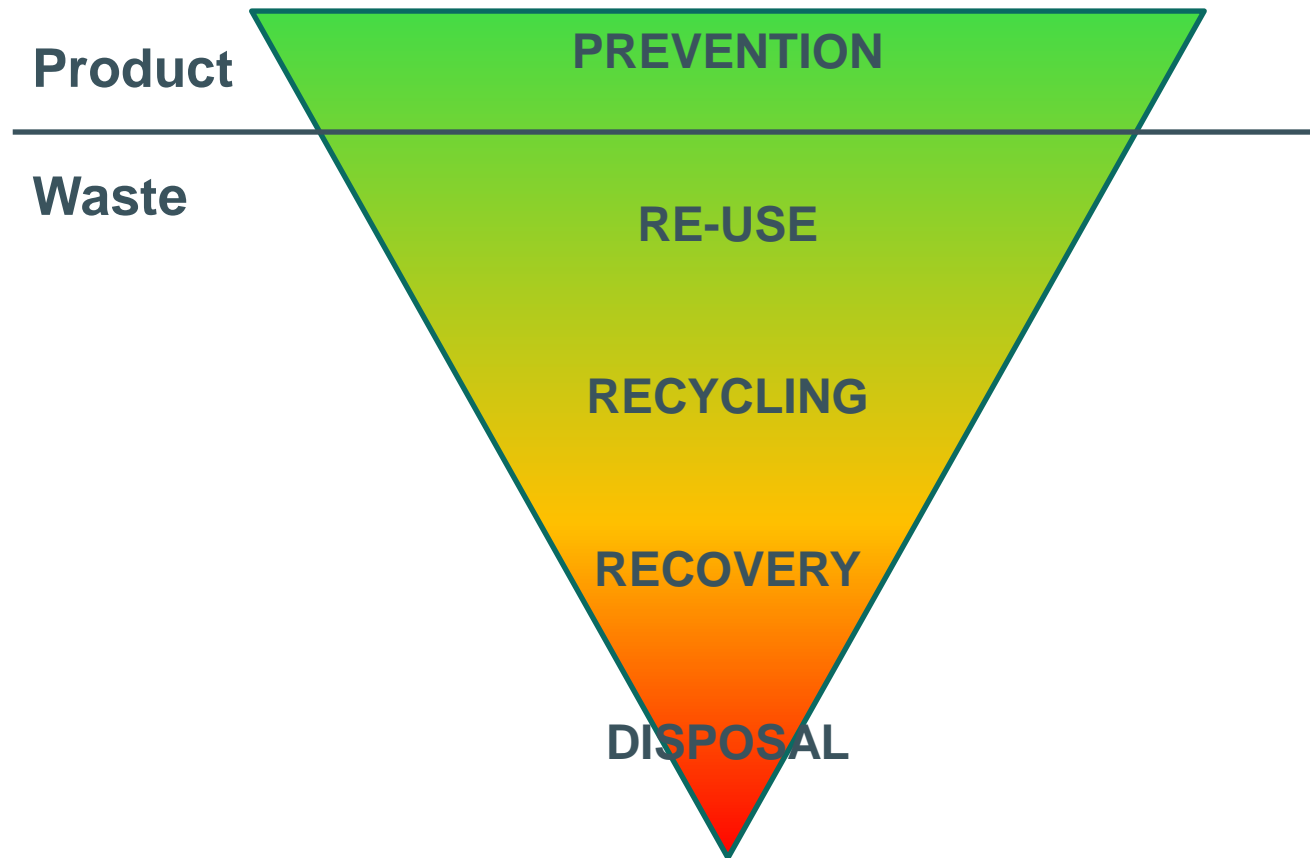 PREVENTION
Product
Waste
RE-USE
RECYCLING
RECOVERY
DISPOSAL